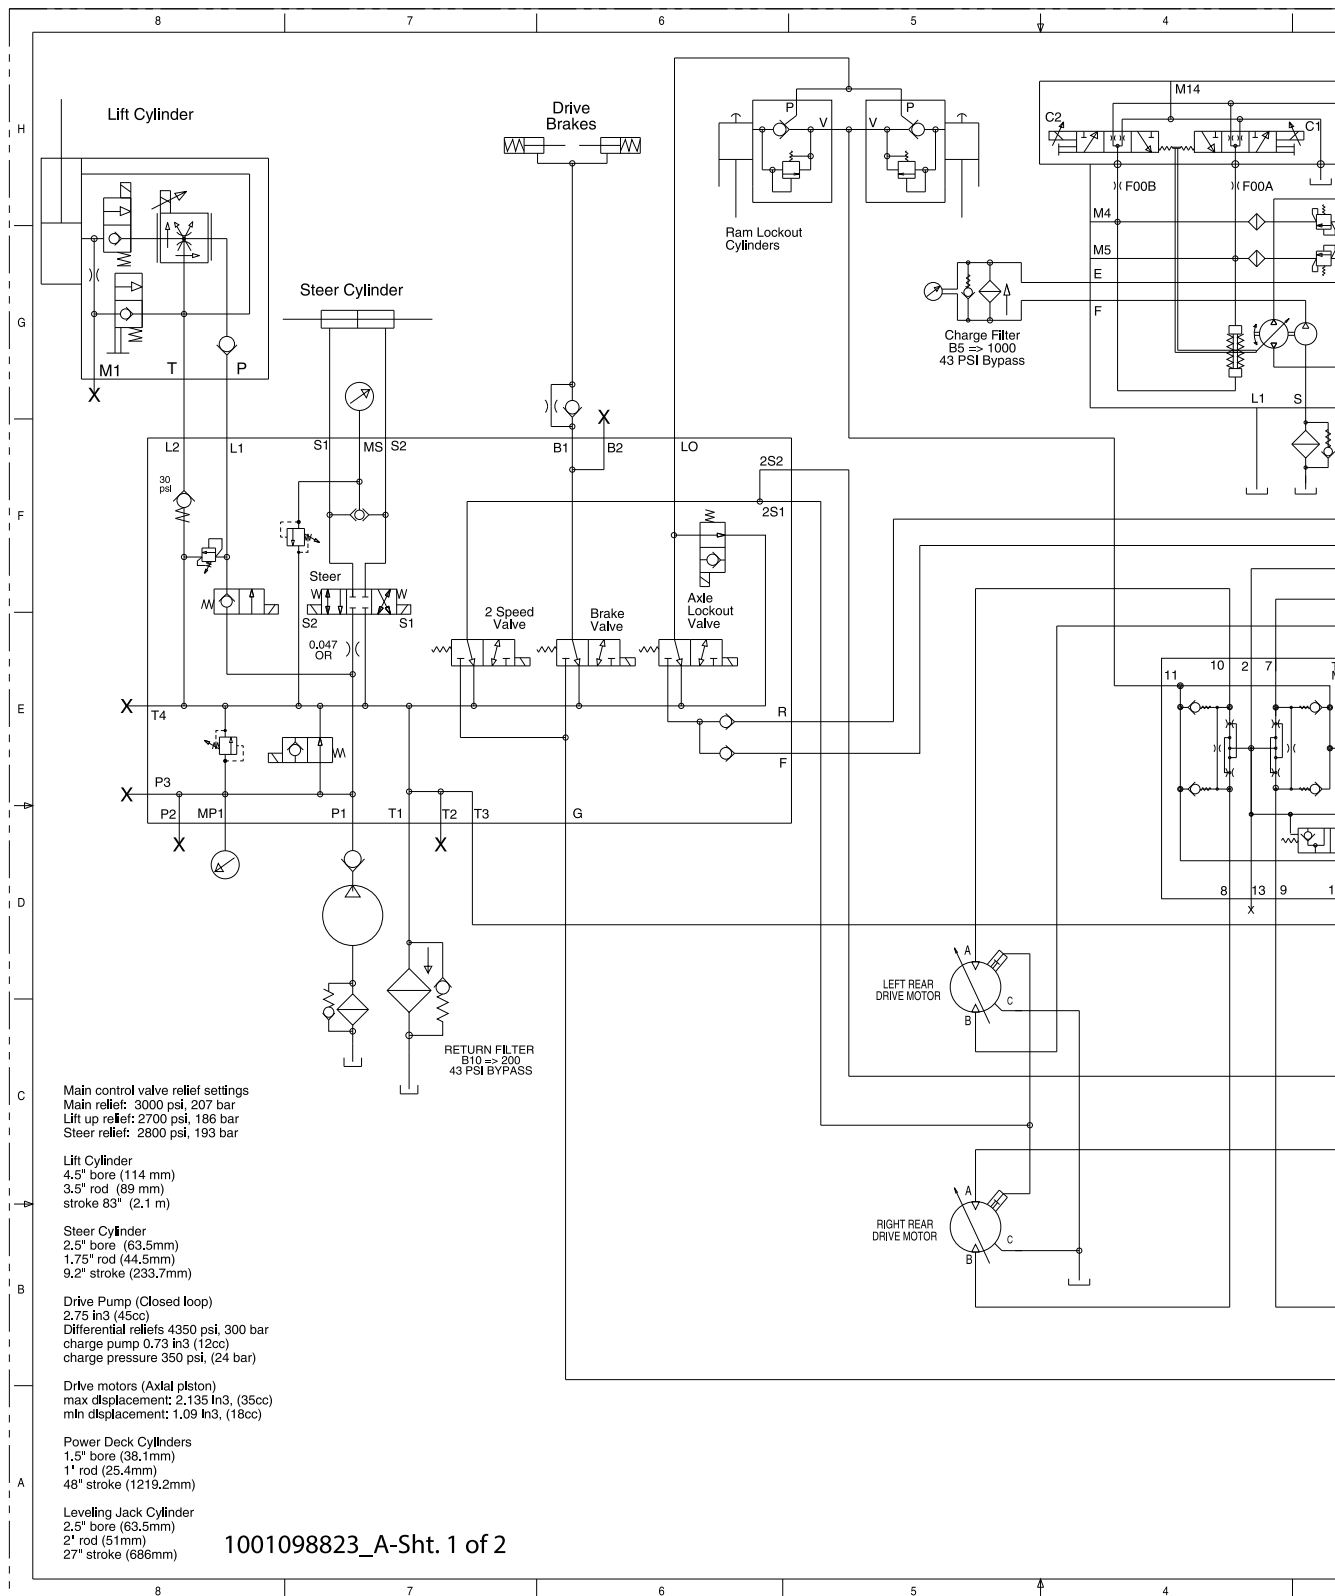 8 7 6 5 4
H
G
F
E
D
C
B
A
Lift Cylinder
M1 T P
Steer Cylinder
Drive
Brakes
P V V P
Ram Lockout
Cylinders
Charge Filter
B5 => 1000
43 PSI Bypass
M14
C2 C1
F00B F00A
M4
M5
E
F
L1 S
X
X
L2 L1 S1 MS S2 B1 B2 LO
2S2
2S1
30
psi
Steer
S2 S1
0.047
OR
2 Speed
Valve
Brake
Valve
Axle
Lockout
Valve
X T4
R
F
X P3
P2 MP1 P1 T1 T2 T3 G
X X
11 10 2 7
8 13 9 1
X
RETURN FILTER
B10 => 200
43 PSI BYPASS
LEFT REAR
DRIVE MOTOR
A
B
C
RIGHT REAR
DRIVE MOTOR
A
B
C
Main control valve relief settings
Main relief: 3000 psi, 207 bar
Lift up relief: 2700 psi, 186 bar
Steer relief: 2800 psi, 193 bar
Lift Cylinder
4.5" bore (114 mm)
3.5" rod (89 mm)
stroke 83" (2.1 m)
Steer Cylinder
2.5" bore (63.5mm)
1.75" rod (44.5mm)
9.2" stroke (233.7mm)
Drive Pump (Closed loop)
2.75 in3 (45cc)
Differential reliefs 4350 psi, 300 bar
charge pump 0.73 in3 (12cc)
charge pressure 350 psi, (24 bar)
Drive motors (Axial piston)
max displacement: 2.135 in3, (35cc)
min displacement: 1.09 in3, (18cc)
Power Deck Cylinders
1.5" bore (38.1mm)
1" rod (25.4mm)
48" stroke (1219.2mm)
Leveling Jack Cylinder
2.5" bore (63.5mm)
2" rod (51mm)
27" stroke (686mm)
1001098823_A-Sht. 1 of 2
8 7 6 5 4